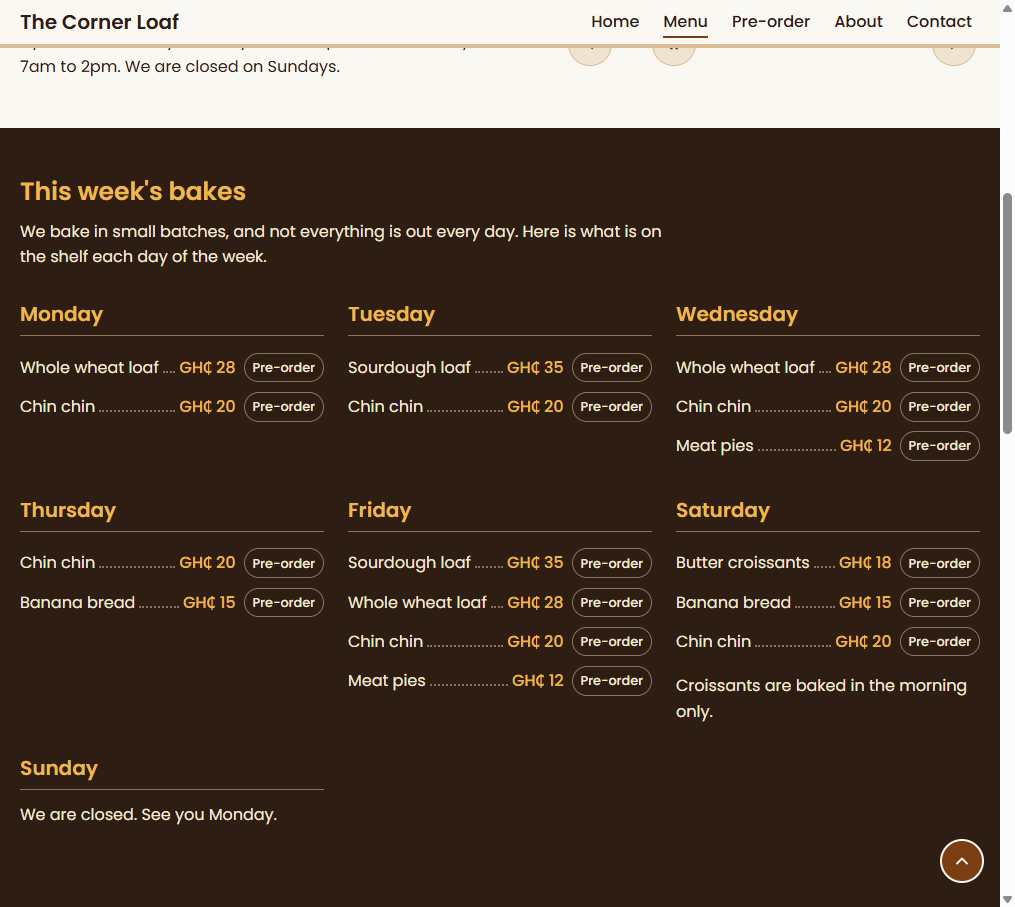 The Corner Loaf
Home Menu Pre-order About Contact
7am to 2pm. We are closed on Sundays.
This week's bakes
We bake in small batches, and not everything is out every day. Here is what is on
the shelf each day of the week.
Monday
Whole wheat loaf GH₵ 28 Pre-order
Chin chin GH₵ 20 Pre-order
Tuesday
Sourdough loaf GH₵ 35 Pre-order
Chin chin GH₵ 20 Pre-order
Wednesday
Whole wheat loaf GH₵ 28 Pre-order
Chin chin GH₵ 20 Pre-order
Meat pies GH₵ 12 Pre-order
Thursday
Chin chin GH₵ 20 Pre-order
Banana bread GH₵ 15 Pre-order
Friday
Sourdough loaf GH₵ 35 Pre-order
Whole wheat loaf GH₵ 28 Pre-order
Chin chin GH₵ 20 Pre-order
Meat pies GH₵ 12 Pre-order
Saturday
Butter croissants GH₵ 18 Pre-order
Banana bread GH₵ 15 Pre-order
Chin chin GH₵ 20 Pre-order
Croissants are baked in the morning
only.
Sunday
We are closed. See you Monday.